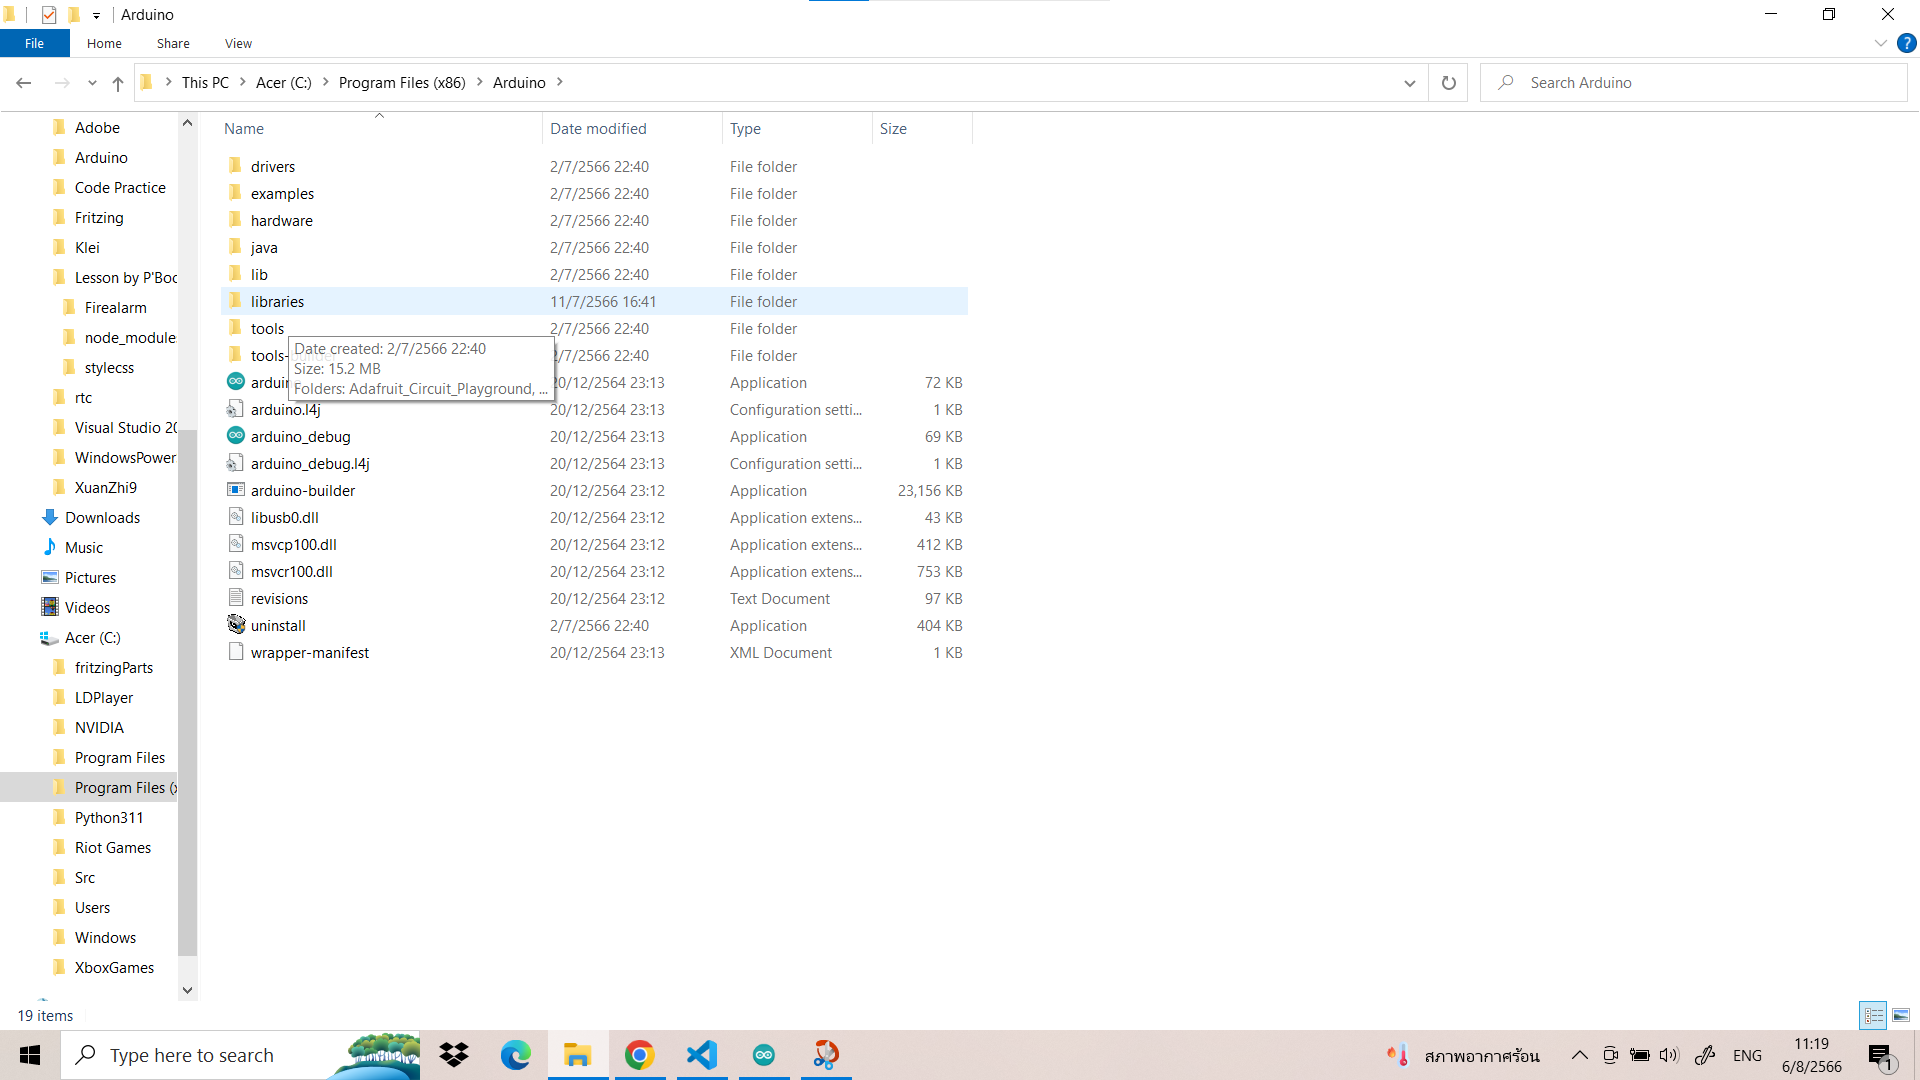 Arduino
File Home Share View
This PC Acer (C:) Program Files (x86) Arduino
Search Arduino
Adobe
Arduino
Code Practice
Fritzing
Klei
Lesson by P'Boo
Firealarm
node_module
stylecss
rtc
Visual Studio 20
WindowsPower
XuanZhi9
Downloads
Music
Pictures
Videos
Acer (C:)
fritzingParts
LDPlayer
NVIDIA
Program Files
Program Files (x
Python311
Riot Games
Src
Users
Windows
XboxGames
Name Date modified Type Size
drivers 2/7/2566 22:40 File folder
examples 2/7/2566 22:40 File folder
hardware 2/7/2566 22:40 File folder
java 2/7/2566 22:40 File folder
lib 2/7/2566 22:40 File folder
libraries 11/7/2566 16:41 File folder
tools 2/7/2566 22:40 File folder
tools-builder 2/7/2566 22:40 File folder
Date created: 2/7/2566 22:40
Size: 15.2 MB
Folders: Adafruit_Circuit_Playground, ...
arduin 20/12/2564 23:13 Application 72 KB
arduino.l4j 20/12/2564 23:13 Configuration setti... 1 KB
arduino_debug 20/12/2564 23:13 Application 69 KB
arduino_debug.l4j 20/12/2564 23:13 Configuration setti... 1 KB
arduino-builder 20/12/2564 23:12 Application 23,156 KB
libusb0.dll 20/12/2564 23:12 Application extens... 43 KB
msvcp100.dll 20/12/2564 23:12 Application extens... 412 KB
msvcr100.dll 20/12/2564 23:12 Application extens... 753 KB
revisions 20/12/2564 23:12 Text Document 97 KB
uninstall 2/7/2566 22:40 Application 404 KB
wrapper-manifest 20/12/2564 23:13 XML Document 1 KB
19 items
Type here to search
สภาพอากาศร้อน
ENG
11:19
6/8/2566
1